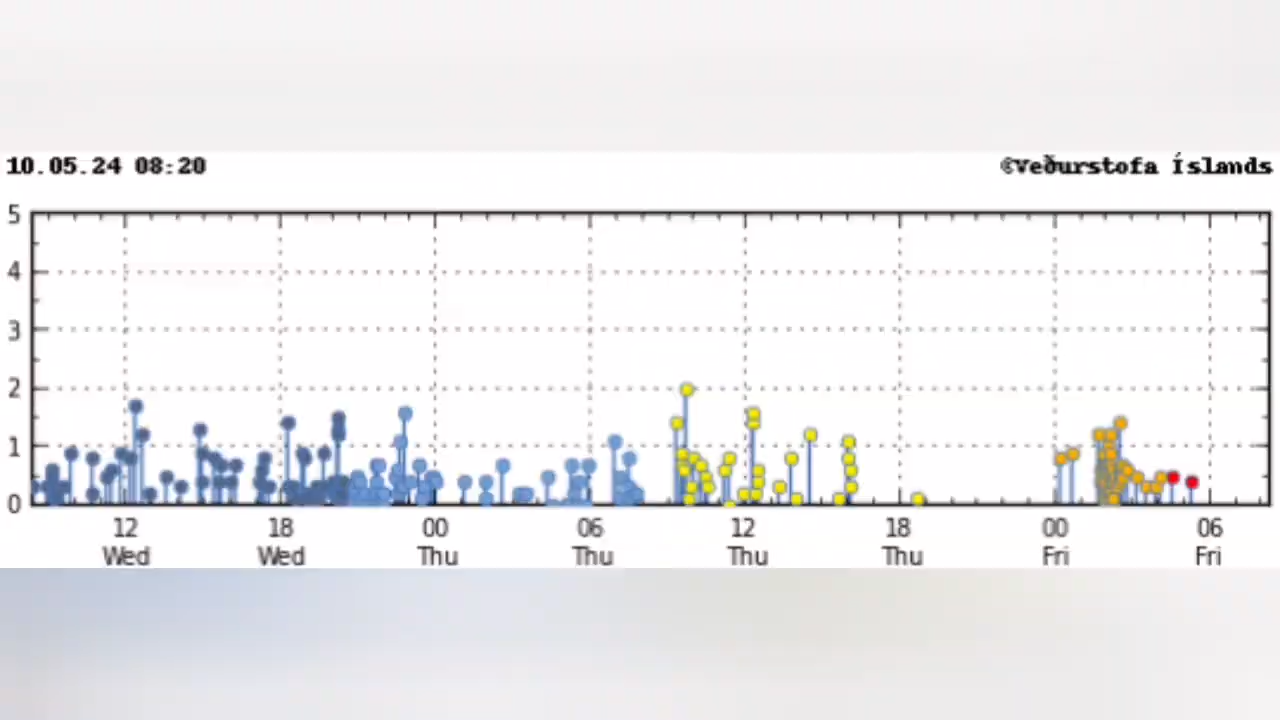 10.05.24 08:20 ©Veðurstofa Íslands
5
4
3
2
1
0
12 18 00 06 12 18 00 06
Wed Wed Thu Thu Thu Thu Fri Fri